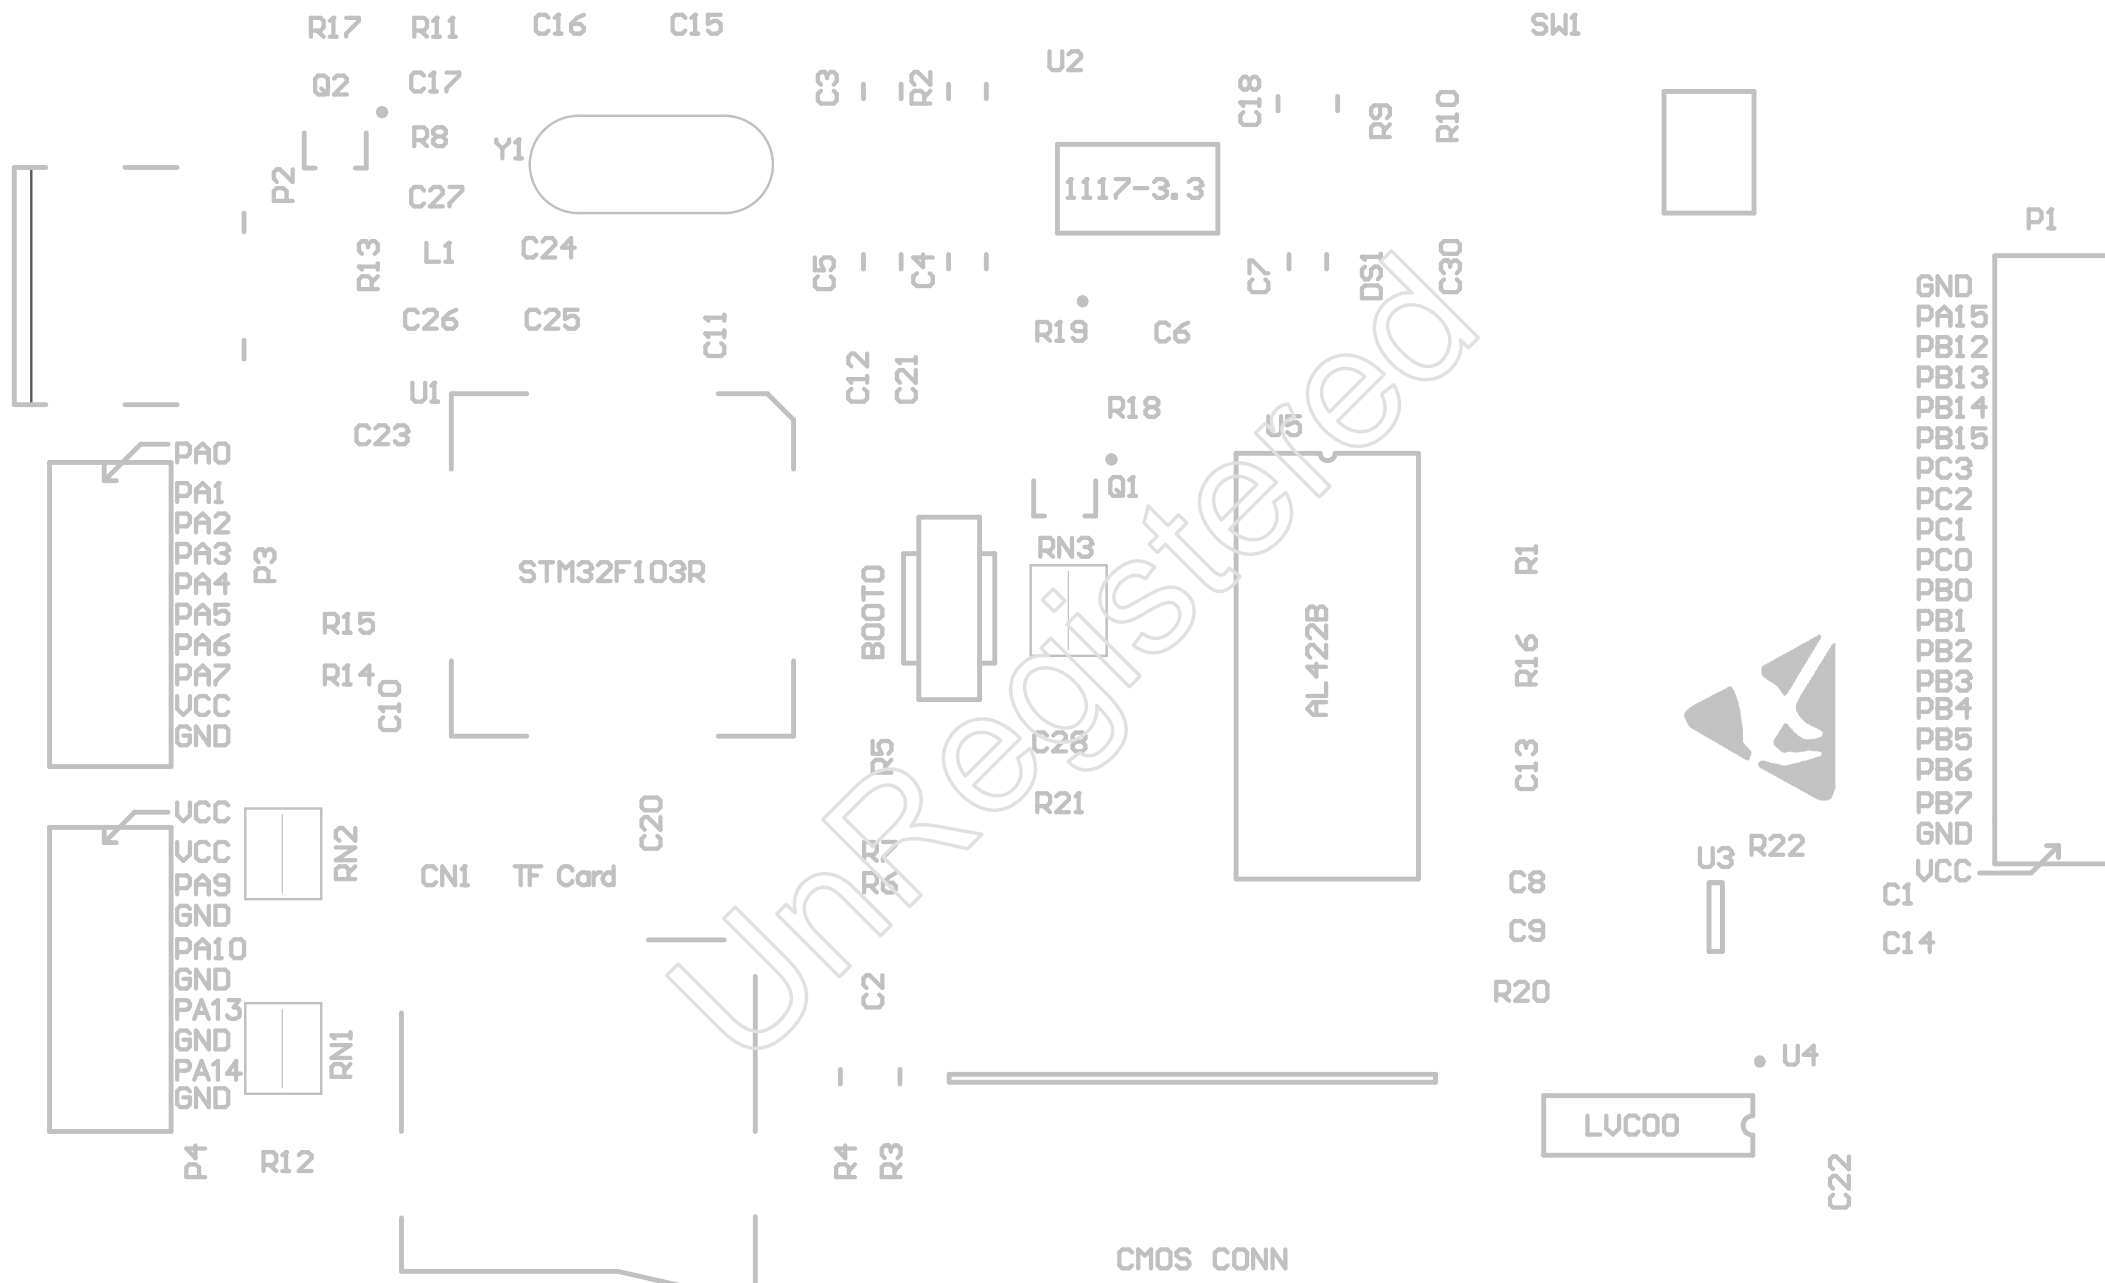 R17 R11 C16 C15 SW1
U2
Q2 C17 C3 R2 C18 R9 R10
R8 Y1
P2 C27 1117-3.3
P1
R13 L1 C24 C5 C4 C7 DS1 C30
GND
C26 C25 C11 R19 C6 PA15
PB12
U1 C12 C21 PB13
R18 PB14
C23 U5 PB15
PA0 PC3
PA1 Q1 PC2
PA2 PC1
PA3 P3 STM32F103R RN3 R1 PC0
PA4 PB0
PA5 R15 BOOT0 PB1
PA6 AL422B R16 PB2
PA7 R14 PB3
VCC C10 PB4
GND R5 C28 C13 PB5
PB6
VCC C20 R21 PB7
GND
VCC RN2 R7 U3 R22
VCC
PA9 CN1 TF Card R6 C8 C1
GND
PA10 C9 C14
GND
PA13 C2 R20
GND RN1
PA14 U4
GND
LVC00
P4 R12 R4 R3 C22
CMOS CONN
UnRegistered